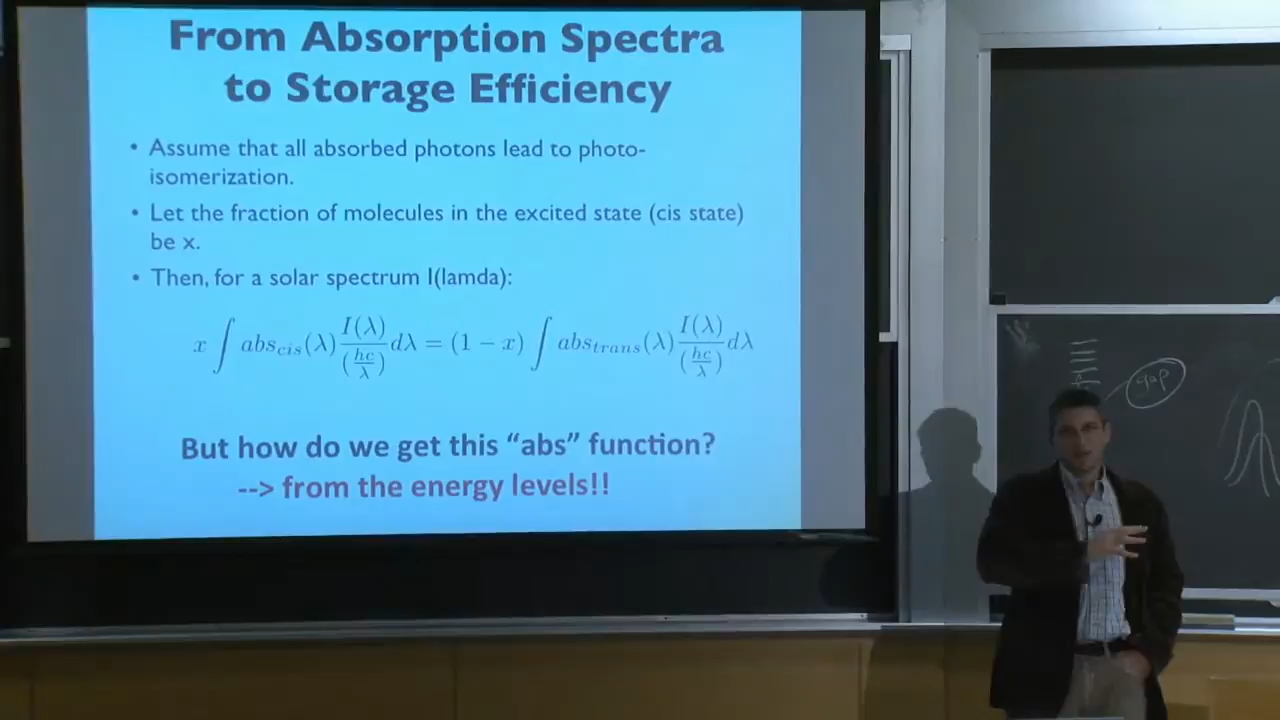 From Absorption Spectra
to Storage Efficiency
• Assume that all absorbed photons lead to photo-
isomerization.
• Let the fraction of molecules in the excited state (cis state)
be x.
• Then, for a solar spectrum I(lamda):
x ∫ abs_cis(λ) I(λ)/(hc/λ) dλ = (1 − x) ∫ abs_trans(λ) I(λ)/(hc/λ) dλ
But how do we get this “abs” function?
--> from the energy levels!!
gap